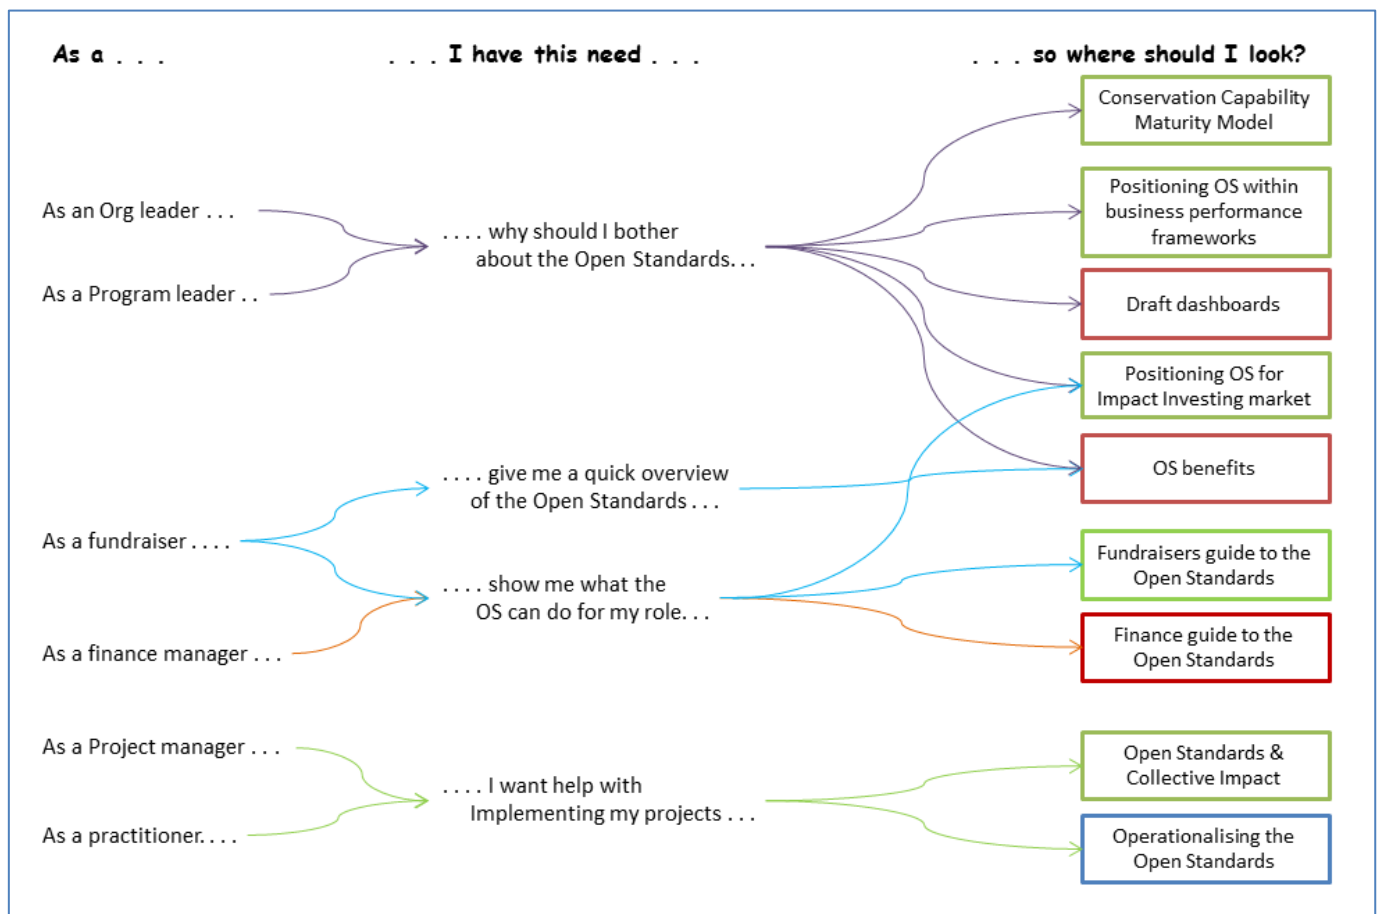 As a . . .
. . . I have this need . . .
. . . so where should I look?
As an Org leader . . .
As a Program leader . .
As a fundraiser . . . .
As a finance manager . . .
As a Project manager . . .
As a practitioner. . . .
. . . . why should I bother
about the Open Standards. . .
. . . . give me a quick overview
of the Open Standards . . .
. . . . show me what the
OS can do for my role. . .
. . . . I want help with
Implementing my projects . . .
Conservation Capability
Maturity Model
Positioning OS within
business performance
frameworks
Draft dashboards
Positioning OS for
Impact Investing market
OS benefits
Fundraisers guide to the
Open Standards
Finance guide to the
Open Standards
Open Standards &
Collective Impact
Operationalising the
Open Standards